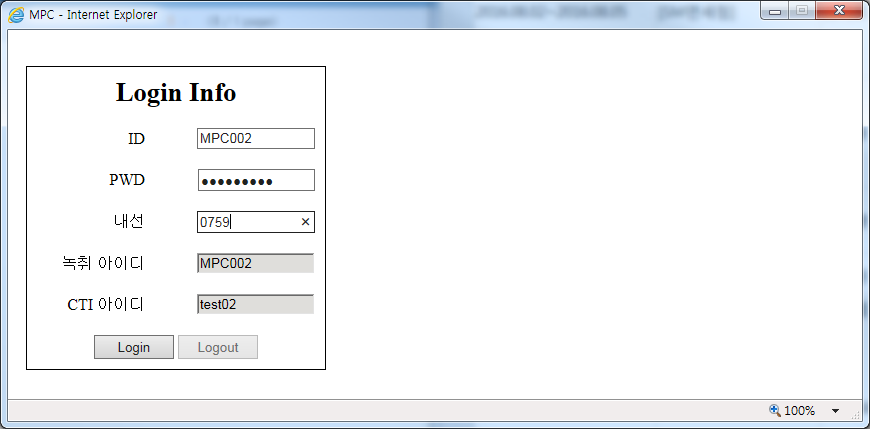 MPC - Internet Explorer
Login Info
ID MPC002
PWD ●●●●●●●●●
내선 0759 ×
녹취 아이디 MPC002
CTI 아이디 test02
Login Logout
100%